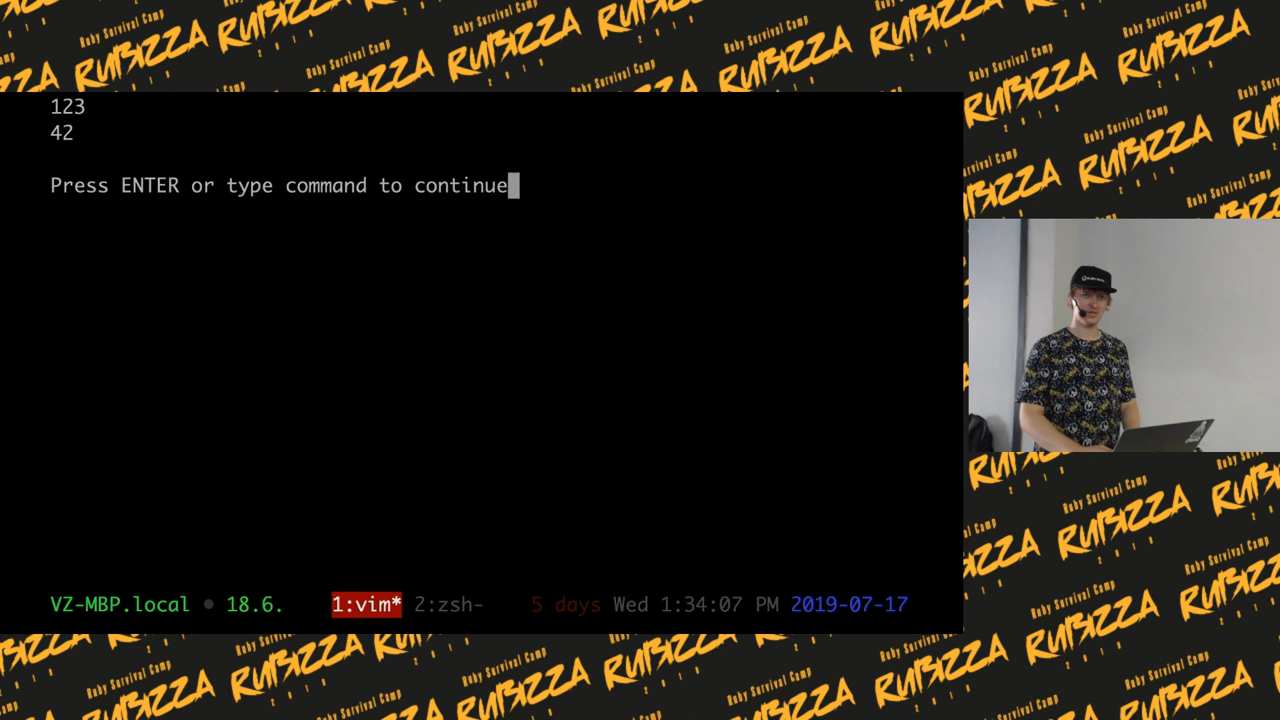 Ruby Survival Camp
RUBIZZA
2019
123
42
Press ENTER or type command to continue
VZ-MBP.local • 18.6. 1:vim* 2:zsh- 5 days Wed 1:34:07 PM 2019-07-17